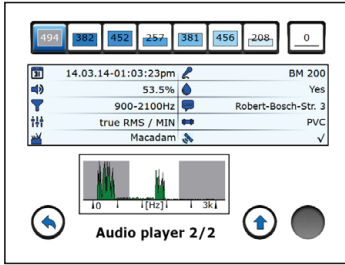 494 382 452 257 381 456 208 0
31 14.03.14-01:03:23pm BM 200
53.5% Yes
900-2100Hz Robert-Bosch-Str. 3
true RMS / MIN PVC
Macadam √
0 [Hz] 3k
Audio player 2/2